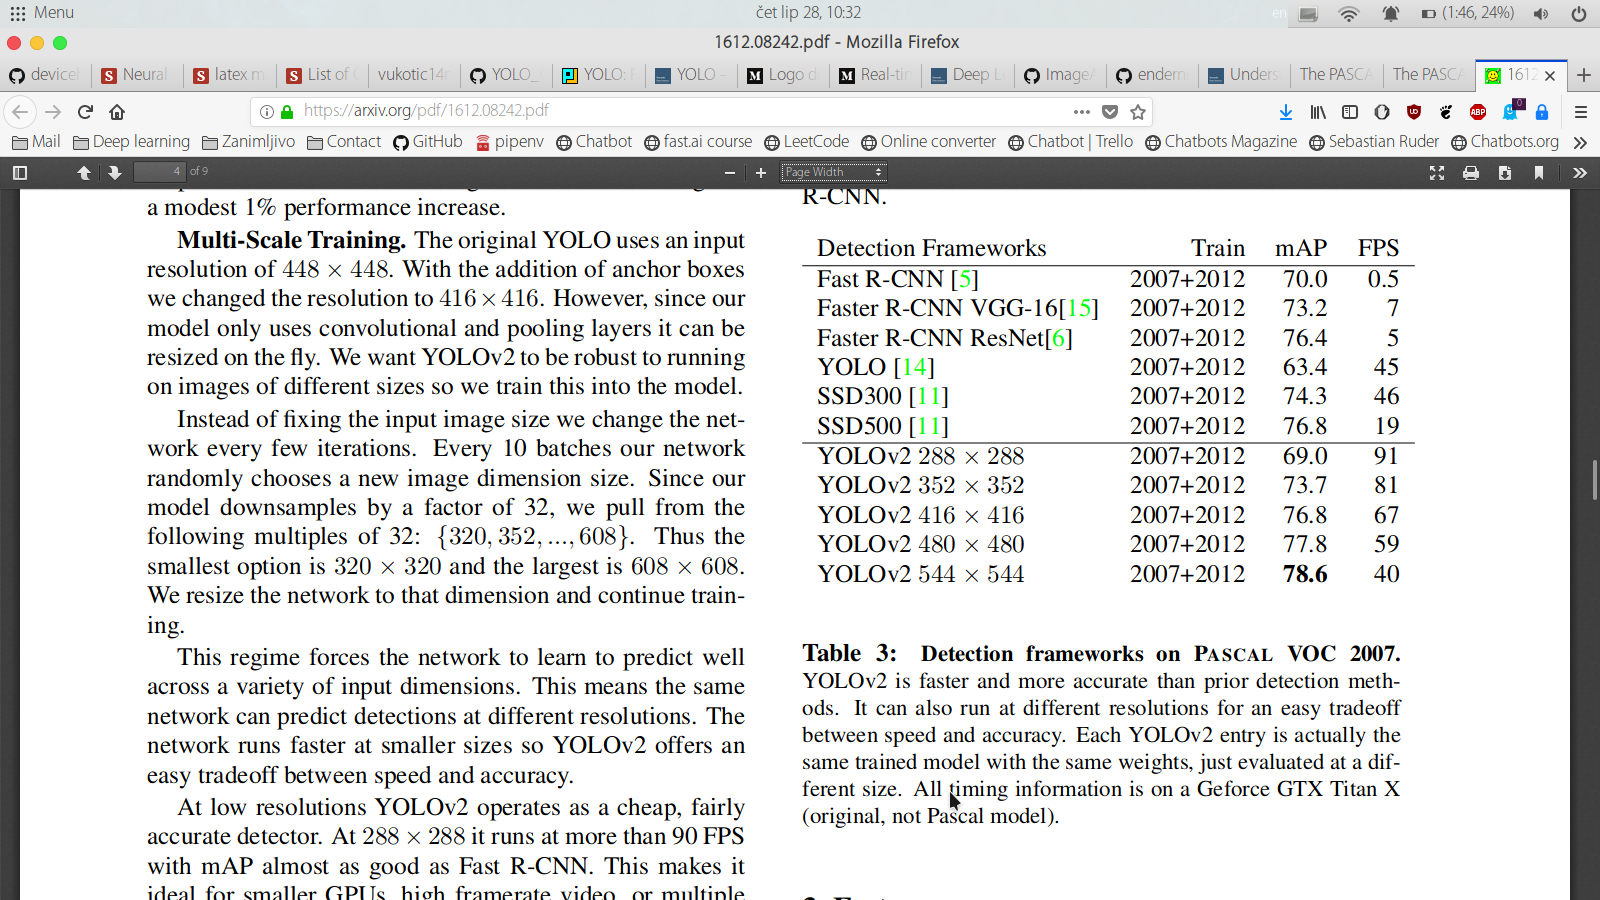 Menu
čet lip 28, 10:32
en
(1:46, 24%)
1612.08242.pdf - Mozilla Firefox
device
Neural
latex m
List of
vukotic14
YOLO_
YOLO:
YOLO –
Logo d
Real-tir
Deep L
ImageA
endern
Unders
The PASCA
The PASCA
1612
https://arxiv.org/pdf/1612.08242.pdf
ABP
0
Mail
Deep learning
Zanimljivo
Contact
GitHub
pipenv
Chatbot
fast.ai course
LeetCode
Online converter
Chatbot | Trello
Chatbots Magazine
Sebastian Ruder
Chatbots.org
4 of 9
Page Width
a modest 1% performance increase.
Multi-Scale Training. The original YOLO uses an input
resolution of 448 × 448. With the addition of anchor boxes
we changed the resolution to 416×416. However, since our
model only uses convolutional and pooling layers it can be
resized on the fly. We want YOLOv2 to be robust to running
on images of different sizes so we train this into the model.
Instead of fixing the input image size we change the net-
work every few iterations. Every 10 batches our network
randomly chooses a new image dimension size. Since our
model downsamples by a factor of 32, we pull from the
following multiples of 32: {320, 352, ..., 608}. Thus the
smallest option is 320 × 320 and the largest is 608 × 608.
We resize the network to that dimension and continue train-
ing.
This regime forces the network to learn to predict well
across a variety of input dimensions. This means the same
network can predict detections at different resolutions. The
network runs faster at smaller sizes so YOLOv2 offers an
easy tradeoff between speed and accuracy.
At low resolutions YOLOv2 operates as a cheap, fairly
accurate detector. At 288 × 288 it runs at more than 90 FPS
with mAP almost as good as Fast R-CNN. This makes it
ideal for smaller GPUs, high framerate video, or multiple
R-CNN.
Detection Frameworks Train mAP FPS
Fast R-CNN [5] 2007+2012 70.0 0.5
Faster R-CNN VGG-16[15] 2007+2012 73.2 7
Faster R-CNN ResNet[6] 2007+2012 76.4 5
YOLO [14] 2007+2012 63.4 45
SSD300 [11] 2007+2012 74.3 46
SSD500 [11] 2007+2012 76.8 19
YOLOv2 288 × 288 2007+2012 69.0 91
YOLOv2 352 × 352 2007+2012 73.7 81
YOLOv2 416 × 416 2007+2012 76.8 67
YOLOv2 480 × 480 2007+2012 77.8 59
YOLOv2 544 × 544 2007+2012 78.6 40
Table 3: Detection frameworks on PASCAL VOC 2007.
YOLOv2 is faster and more accurate than prior detection meth-
ods. It can also run at different resolutions for an easy tradeoff
between speed and accuracy. Each YOLOv2 entry is actually the
same trained model with the same weights, just evaluated at a dif-
ferent size. All timing information is on a Geforce GTX Titan X
(original, not Pascal model).